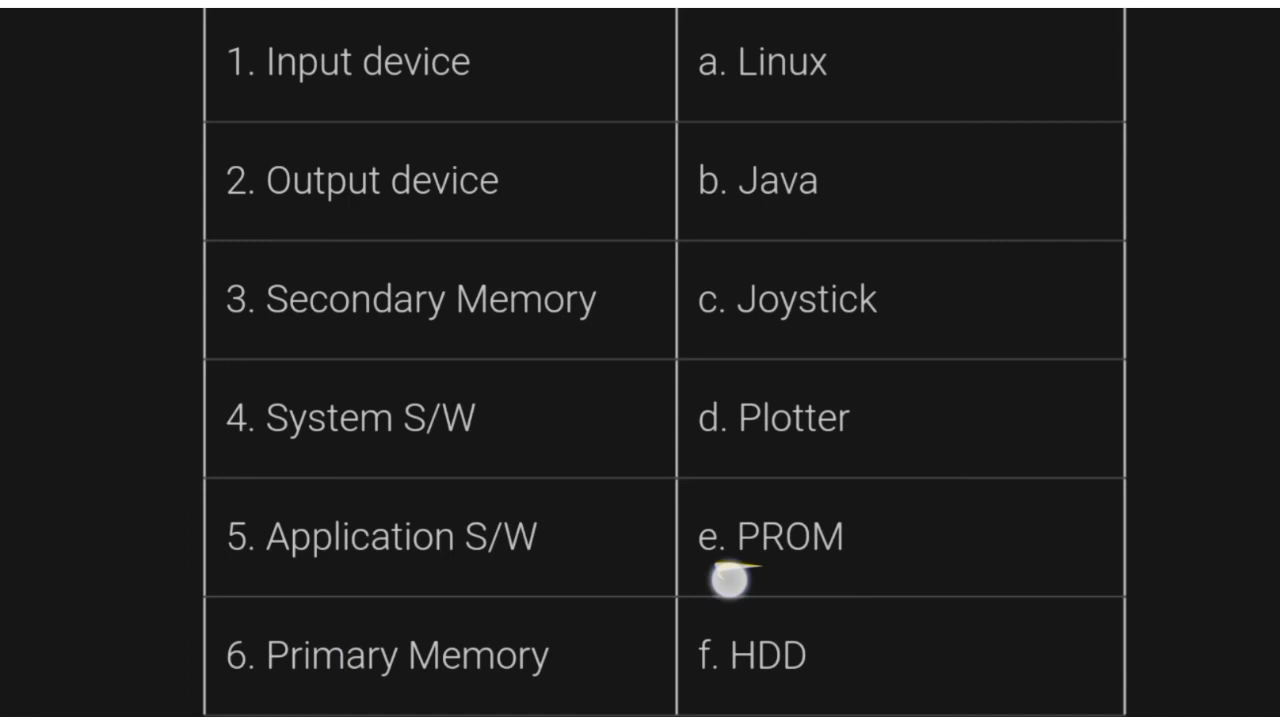 1. Input device
a. Linux
2. Output device
b. Java
3. Secondary Memory
c. Joystick
4. System S/W
d. Plotter
5. Application S/W
e. PROM
6. Primary Memory
f. HDD